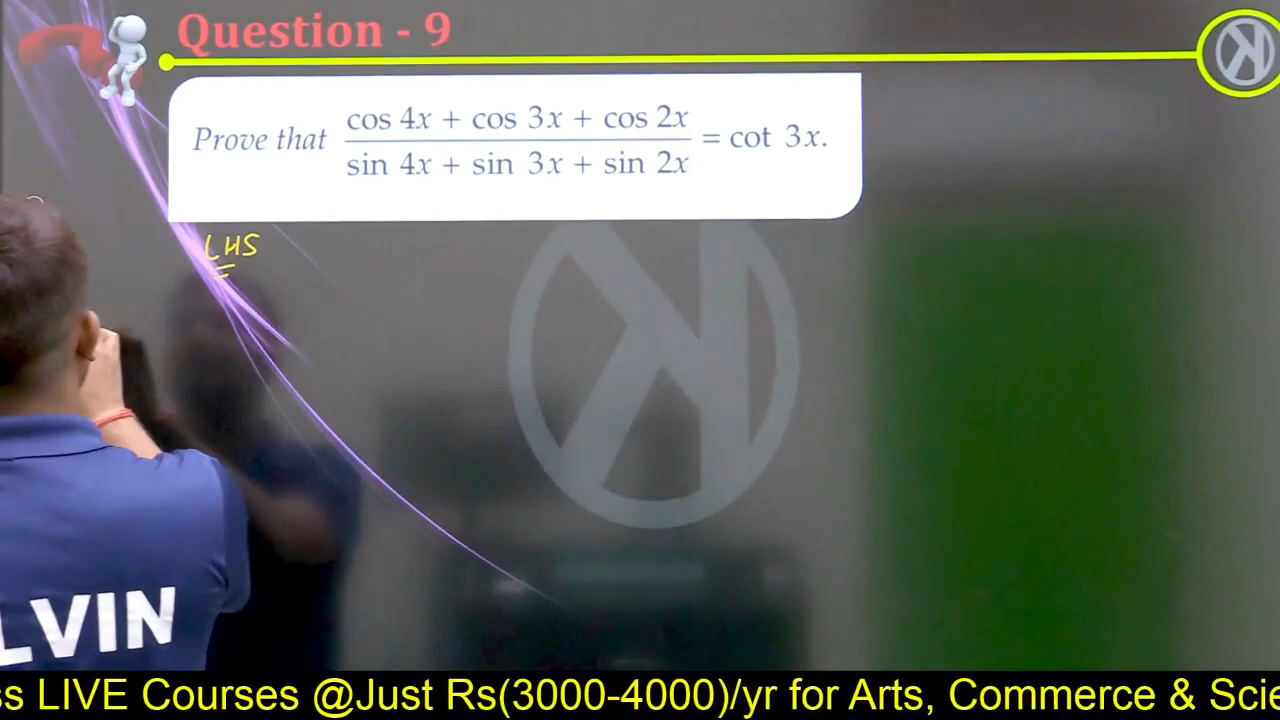 Question - 9
Prove that cos 4x + cos 3x + cos 2x / sin 4x + sin 3x + sin 2x = cot 3x.
LHS
LVIN
ss LIVE Courses @Just Rs(3000-4000)/yr for Arts, Commerce & Scie